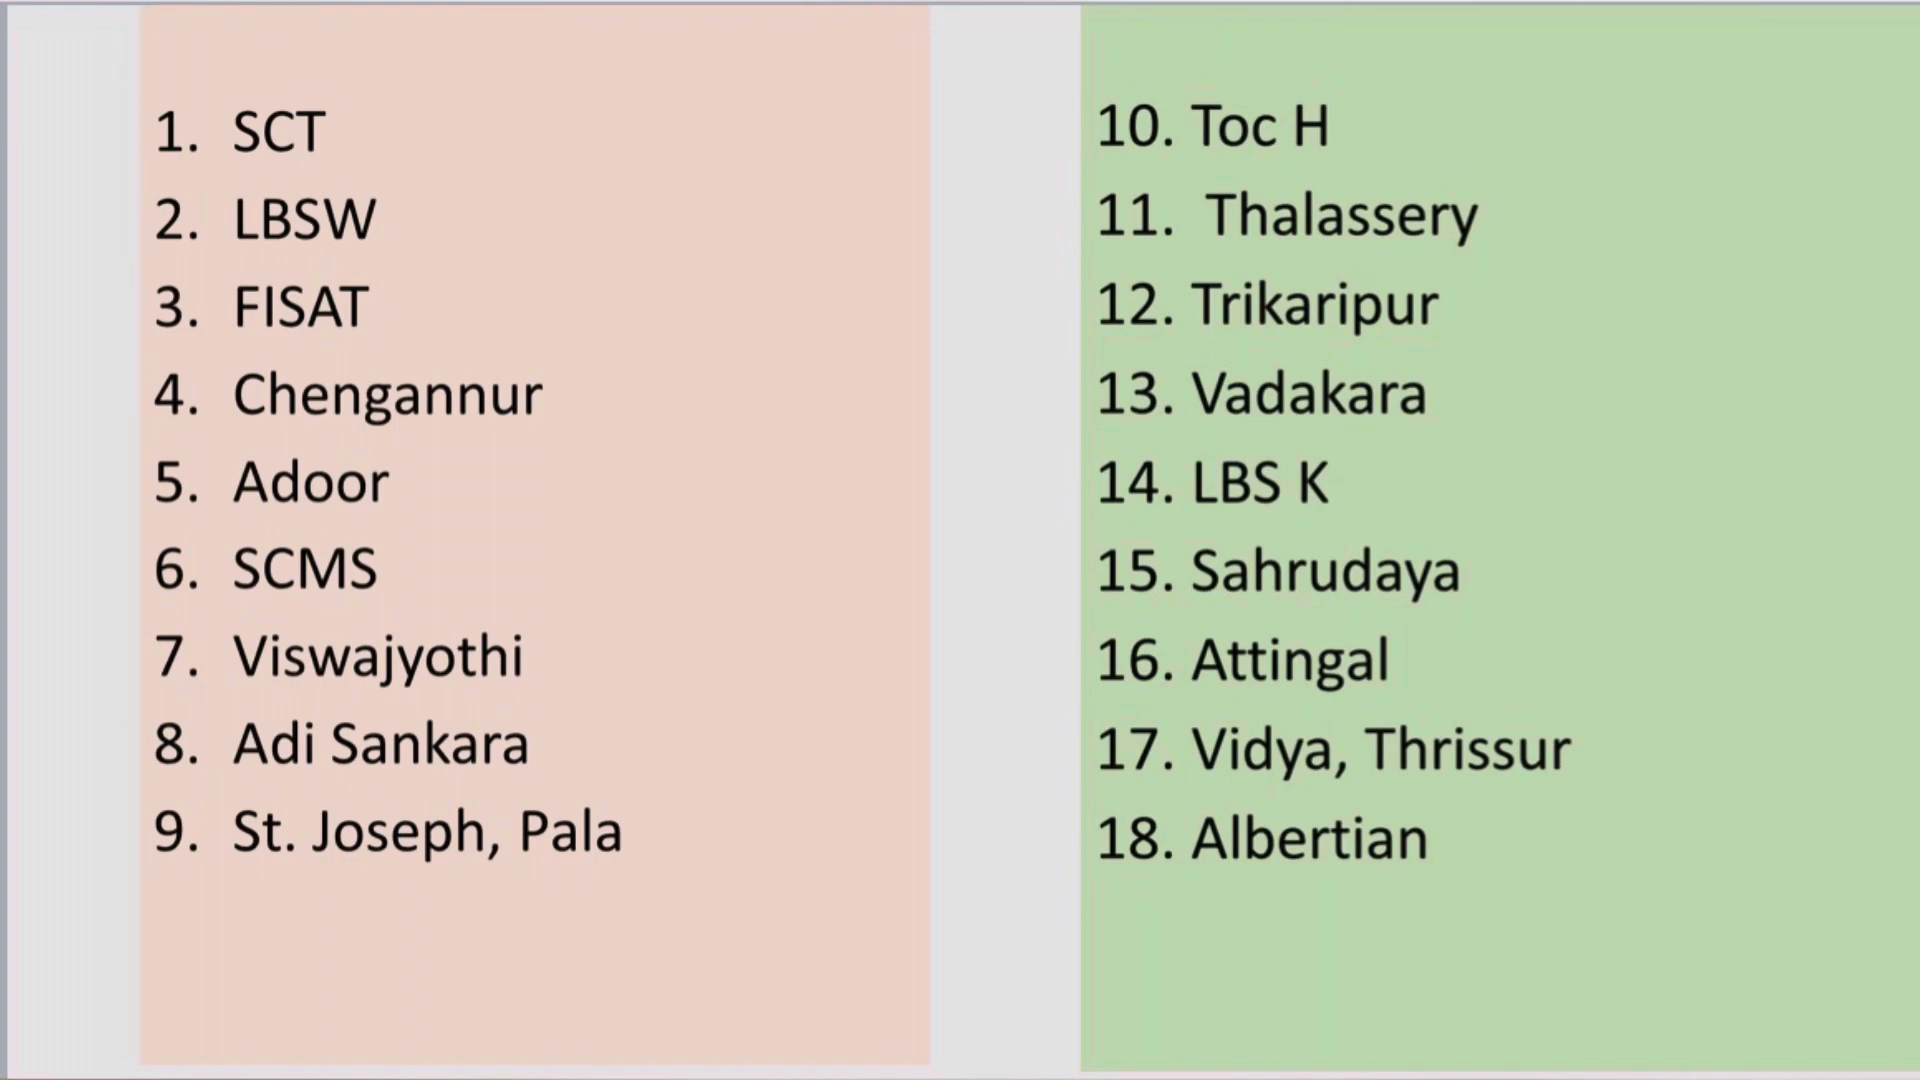 1. SCT
2. LBSW
3. FISAT
4. Chengannur
5. Adoor
6. SCMS
7. Viswajyothi
8. Adi Sankara
9. St. Joseph, Pala
10. Toc H
11. Thalassery
12. Trikaripur
13. Vadakara
14. LBS K
15. Sahrudaya
16. Attingal
17. Vidya, Thrissur
18. Albertian